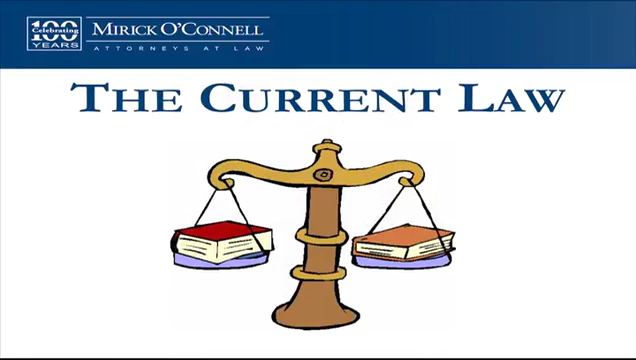 Celebrating
100
YEARS
MIRICK O'CONNELL
ATTORNEYS AT LAW
THE CURRENT LAW